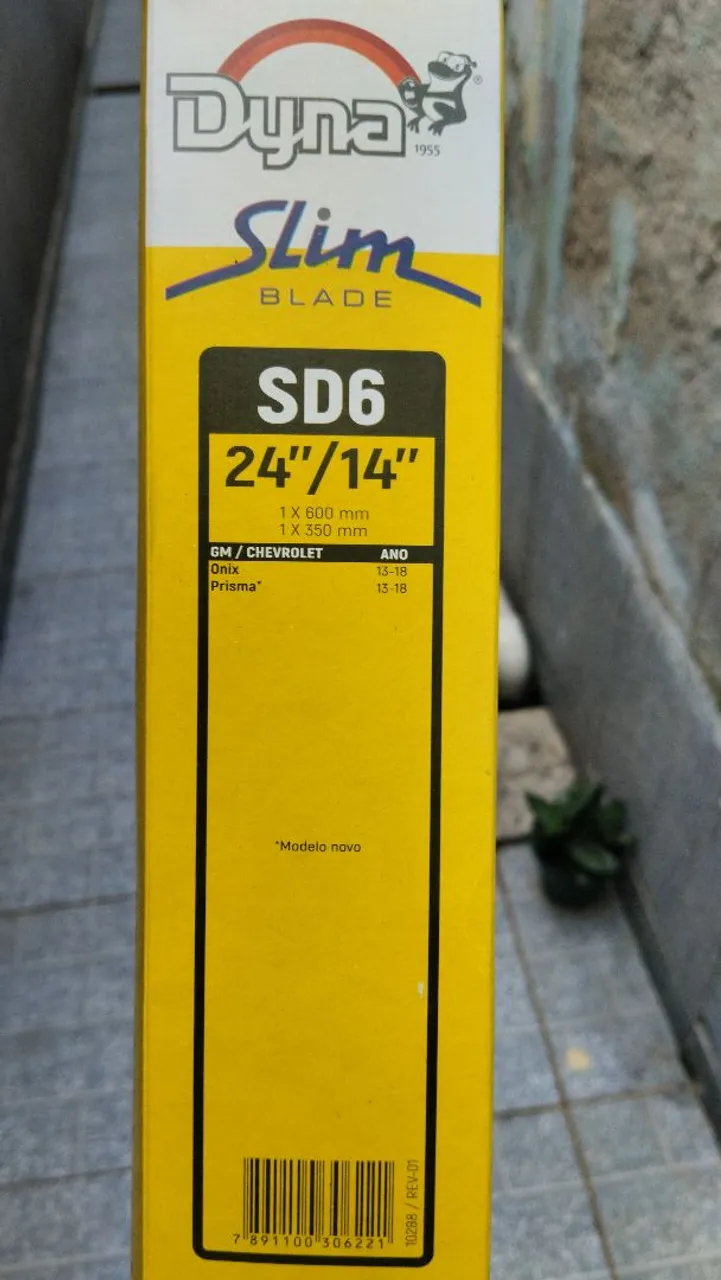 Dyna
®
1955
Slim
BLADE
SD6
24"/14"
1 X 600 mm
1 X 350 mm
GM / CHEVROLET ANO
Onix 13-18
Prisma* 13-18
*Modelo novo
10288 / REV-01
7 891100 306221